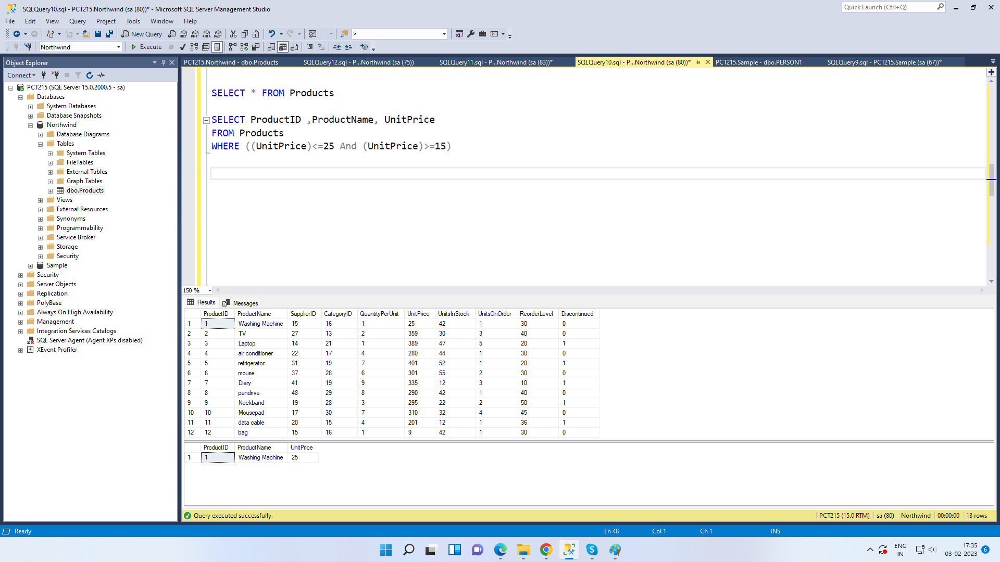 SQLQuery10.sql - PCT215.Northwind (sa (80))* - Microsoft SQL Server Management Studio
Quick Launch (Ctrl+Q)
File Edit View Query Project Tools Window Help
New Query MDX DMX XMLA DAX >
Northwind Execute
Object Explorer
PCT215.Northwind - dbo.Products SQLQuery12.sql - P...Northwind (sa (75)) SQLQuery11.sql - P...Northwind (sa (83))* SQLQuery10.sql - P...Northwind (sa (80))* PCT215.Sample - dbo.PERSON1 SQLQuery9.sql - PCT215.Sample (sa (67))*
Connect
PCT215 (SQL Server 15.0.2000.5 - sa)
Databases
System Databases
Database Snapshots
Northwind
Database Diagrams
Tables
System Tables
FileTables
External Tables
Graph Tables
dbo.Products
Views
External Resources
Synonyms
Programmability
Service Broker
Storage
Security
Sample
Security
Server Objects
Replication
PolyBase
Always On High Availability
Management
Integration Services Catalogs
SQL Server Agent (Agent XPs disabled)
XEvent Profiler
SELECT * FROM Products
SELECT ProductID ,ProductName, UnitPrice
FROM Products
WHERE ((UnitPrice)<=25 And (UnitPrice)>=15)
150 %
Results Messages
ProductID ProductName SupplierID CategoryID QuantityPerUnit UnitPrice UnitsInStock UnitsOnOrder ReorderLevel Discontinued
1 1 Washing Machine 15 16 1 25 42 1 30 0
2 2 TV 27 13 2 359 30 3 40 0
3 3 Laptop 14 21 1 389 47 5 20 1
4 4 air conditioner 22 17 4 280 44 1 30 0
5 5 refrigerator 31 19 7 401 52 1 20 1
6 6 mouse 37 28 6 301 55 2 30 0
7 7 Diary 41 19 9 335 12 3 10 1
8 8 pendrive 48 29 8 290 42 1 40 0
9 9 Neckband 19 28 3 295 22 2 50 1
10 10 Mousepad 17 30 7 310 32 4 45 0
11 11 data cable 20 15 4 201 12 1 36 1
12 12 bag 15 16 1 9 42 1 30 0
ProductID ProductName UnitPrice
1 1 Washing Machine 25
Query executed successfully. PCT215 (15.0 RTM) sa (80) Northwind 00:00:00 13 rows
Ready Ln 48 Col 1 Ch 1 INS
ENG
IN
17:35
03-02-2023
6